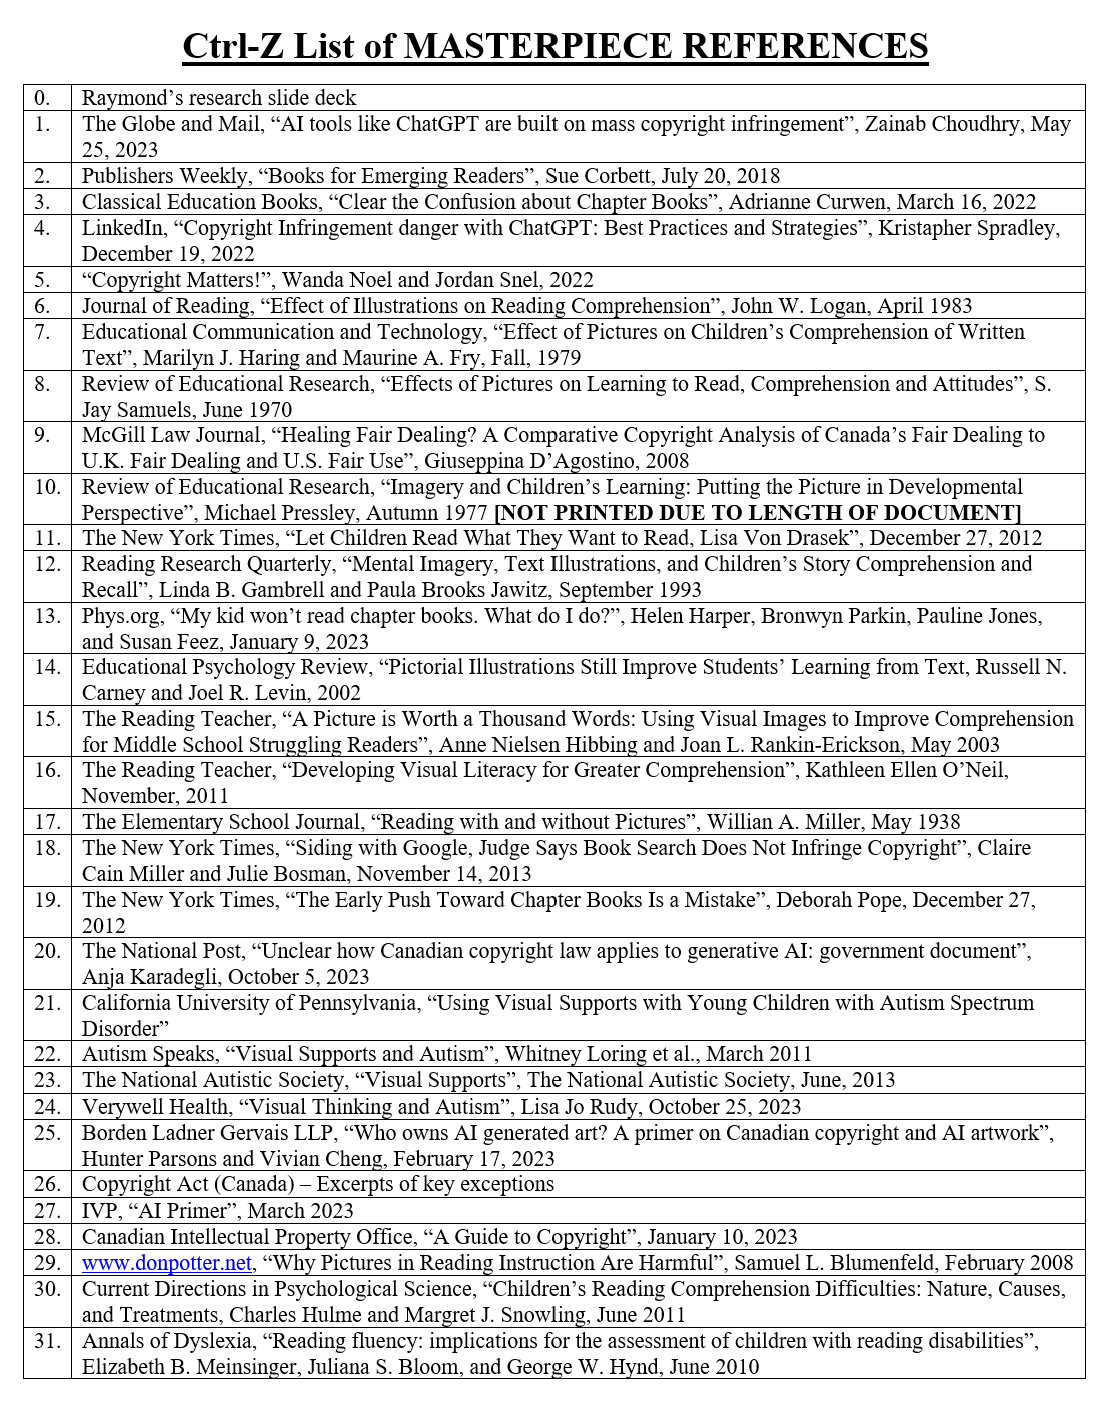 Ctrl-Z List of MASTERPIECE REFERENCES
0. Raymond’s research slide deck
1. The Globe and Mail, “AI tools like ChatGPT are built on mass copyright infringement”, Zainab Choudhry, May
25, 2023
2. Publishers Weekly, “Books for Emerging Readers”, Sue Corbett, July 20, 2018
3. Classical Education Books, “Clear the Confusion about Chapter Books”, Adrianne Curwen, March 16, 2022
4. LinkedIn, “Copyright Infringement danger with ChatGPT: Best Practices and Strategies”, Kristapher Spradley,
December 19, 2022
5. “Copyright Matters!”, Wanda Noel and Jordan Snel, 2022
6. Journal of Reading, “Effect of Illustrations on Reading Comprehension”, John W. Logan, April 1983
7. Educational Communication and Technology, “Effect of Pictures on Children’s Comprehension of Written
Text”, Marilyn J. Haring and Maurine A. Fry, Fall, 1979
8. Review of Educational Research, “Effects of Pictures on Learning to Read, Comprehension and Attitudes”, S.
Jay Samuels, June 1970
9. McGill Law Journal, “Healing Fair Dealing? A Comparative Copyright Analysis of Canada’s Fair Dealing to
U.K. Fair Dealing and U.S. Fair Use”, Giuseppina D’Agostino, 2008
10. Review of Educational Research, “Imagery and Children’s Learning: Putting the Picture in Developmental
Perspective”, Michael Pressley, Autumn 1977 [NOT PRINTED DUE TO LENGTH OF DOCUMENT]
11. The New York Times, “Let Children Read What They Want to Read, Lisa Von Drasek”, December 27, 2012
12. Reading Research Quarterly, “Mental Imagery, Text Illustrations, and Children’s Story Comprehension and
Recall”, Linda B. Gambrell and Paula Brooks Jawitz, September 1993
13. Phys.org, “My kid won’t read chapter books. What do I do?”, Helen Harper, Bronwyn Parkin, Pauline Jones,
and Susan Feez, January 9, 2023
14. Educational Psychology Review, “Pictorial Illustrations Still Improve Students’ Learning from Text, Russell N.
Carney and Joel R. Levin, 2002
15. The Reading Teacher, “A Picture is Worth a Thousand Words: Using Visual Images to Improve Comprehension
for Middle School Struggling Readers”, Anne Nielsen Hibbing and Joan L. Rankin-Erickson, May 2003
16. The Reading Teacher, “Developing Visual Literacy for Greater Comprehension”, Kathleen Ellen O’Neil,
November, 2011
17. The Elementary School Journal, “Reading with and without Pictures”, Willian A. Miller, May 1938
18. The New York Times, “Siding with Google, Judge Says Book Search Does Not Infringe Copyright”, Claire
Cain Miller and Julie Bosman, November 14, 2013
19. The New York Times, “The Early Push Toward Chapter Books Is a Mistake”, Deborah Pope, December 27,
2012
20. The National Post, “Unclear how Canadian copyright law applies to generative AI: government document”,
Anja Karadegli, October 5, 2023
21. California University of Pennsylvania, “Using Visual Supports with Young Children with Autism Spectrum
Disorder”
22. Autism Speaks, “Visual Supports and Autism”, Whitney Loring et al., March 2011
23. The National Autistic Society, “Visual Supports”, The National Autistic Society, June, 2013
24. Verywell Health, “Visual Thinking and Autism”, Lisa Jo Rudy, October 25, 2023
25. Borden Ladner Gervais LLP, “Who owns AI generated art? A primer on Canadian copyright and AI artwork”,
Hunter Parsons and Vivian Cheng, February 17, 2023
26. Copyright Act (Canada) – Excerpts of key exceptions
27. IVP, “AI Primer”, March 2023
28. Canadian Intellectual Property Office, “A Guide to Copyright”, January 10, 2023
29. www.donpotter.net, “Why Pictures in Reading Instruction Are Harmful”, Samuel L. Blumenfeld, February 2008
30. Current Directions in Psychological Science, “Children’s Reading Comprehension Difficulties: Nature, Causes,
and Treatments, Charles Hulme and Margret J. Snowling, June 2011
31. Annals of Dyslexia, “Reading fluency: implications for the assessment of children with reading disabilities”,
Elizabeth B. Meinsinger, Juliana S. Bloom, and George W. Hynd, June 2010